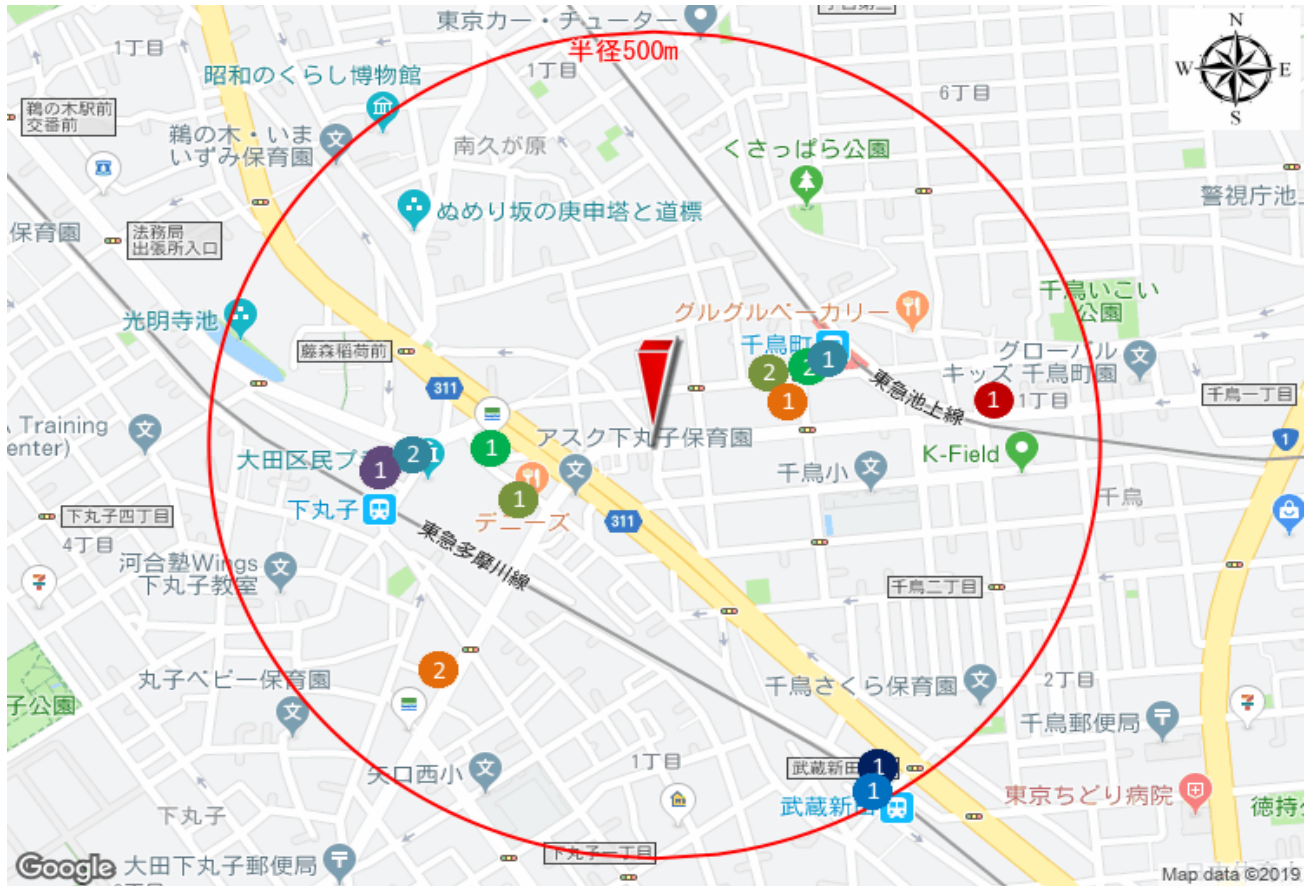 東京カー・チューター
半径500m
N
W
E
S
1丁目
1丁目
昭和のくらし博物館
6丁目
鵜の木駅前
交番前
鵜の木・いま
いずみ保育園
南久が原
くさっぱら公園
警視庁池
保育園
法務局
出張所入口
ぬめり坂の庚申塔と道標
光明寺池
グルグルベーカリー
千鳥いこい
公園
藤森稲荷前
千鳥町
グローバル
キッズ 千鳥町園
311
2
2
1
1
東急池上線
1
1丁目
千鳥一丁目
Training
enter)
アスク下丸子保育園
1
大田区民プ
1
2
1
K-Field
千鳥小
千鳥
下丸子
1
デニーズ
311
下丸子四丁目
4丁目
東急多摩川線
河合塾Wings
下丸子教室
千鳥二丁目
2
丸子ベビー保育園
子公園
千鳥さくら保育園
2丁目
千鳥郵便局
矢口西小
1丁目
武蔵新田
1
1
武蔵新田
東京ちどり病院
徳持
下丸子
下丸子一丁目
Google
大田下丸子郵便局
Map data ©2019